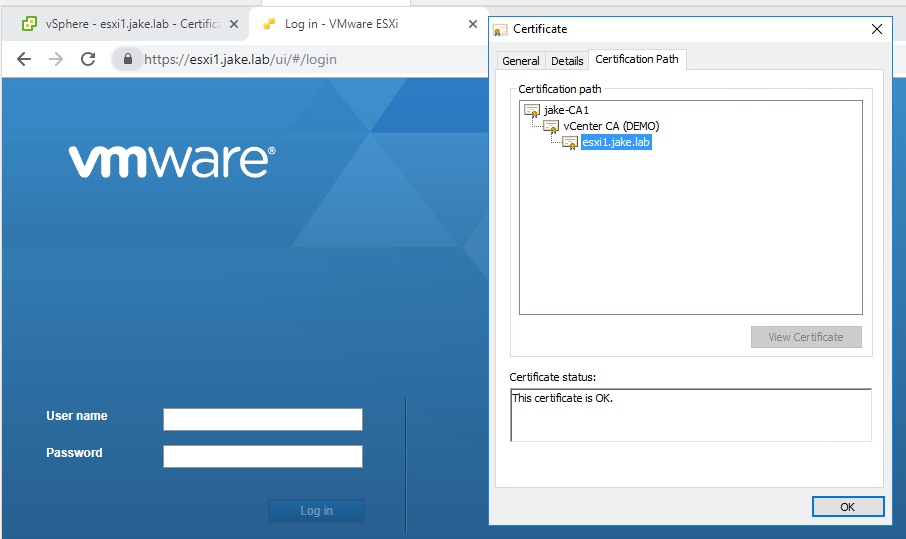 vSphere - esxi1.jake.lab - Certifica
Log in - VMware ESXi
https://esxi1.jake.lab/ui/#/login
vmware®
User name
Password
Log in
Certificate
General
Details
Certification Path
Certification path
jake-CA1
vCenter CA (DEMO)
esxi1.jake.lab
View Certificate
Certificate status:
This certificate is OK.
OK